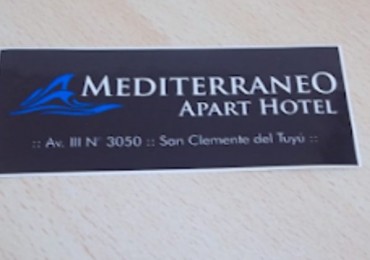 MEDITERRANEO
APART HOTEL
:: Av. III N° 3050 :: San Clemente del Tuyú ::